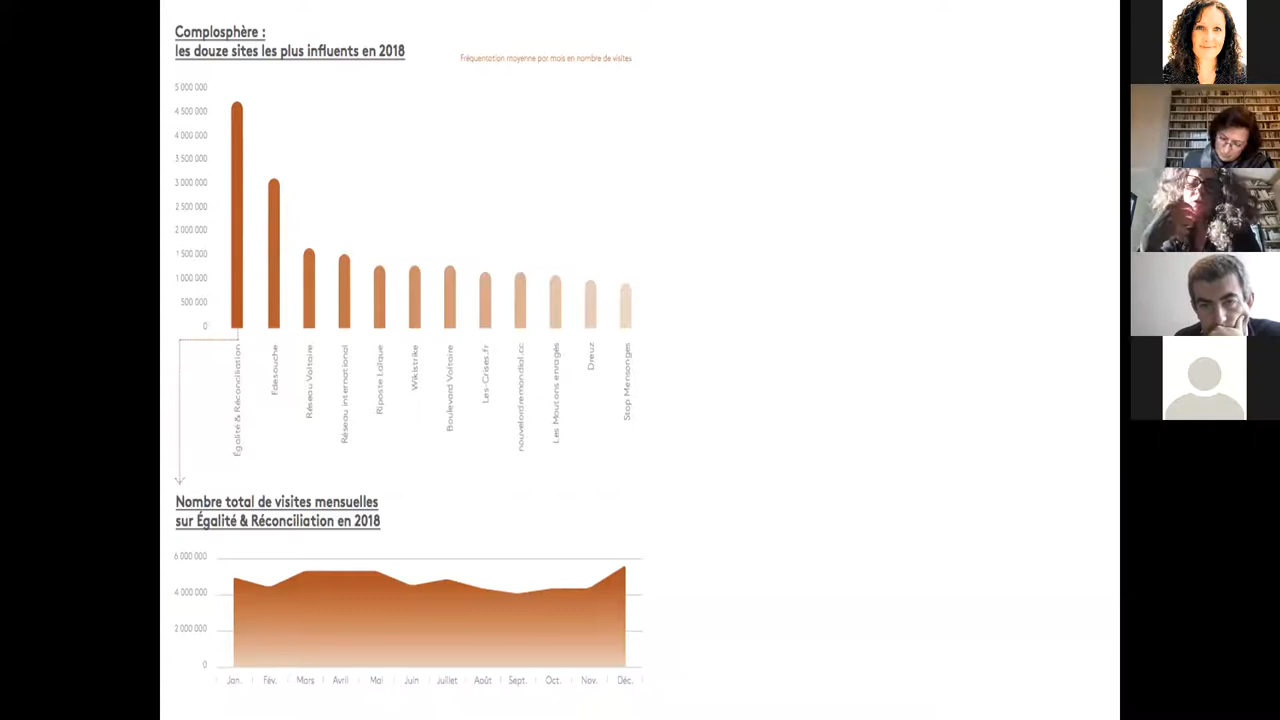 Complosphère :
les douze sites les plus influents en 2018
Fréquentation moyenne par mois en nombre de visites
5 000 000
4 500 000
4 000 000
3 500 000
3 000 000
2 500 000
2 000 000
1 500 000
1 000 000
500 000
0
Égalité & Réconciliation
Fdesouche
Réseau Voltaire
Réseau international
Riposte Laïque
Wikistrike
Boulevard Voltaire
Les-Crises.fr
nouvelordremondial.cc
Les Moutons enragés
Dreuz
Stop Mensonges
Nombre total de visites mensuelles
sur Égalité & Réconciliation en 2018
6 000 000
4 000 000
2 000 000
0
Jan. Fév. Mars Avril Mai Juin Juillet Août Sept. Oct. Nov. Déc.